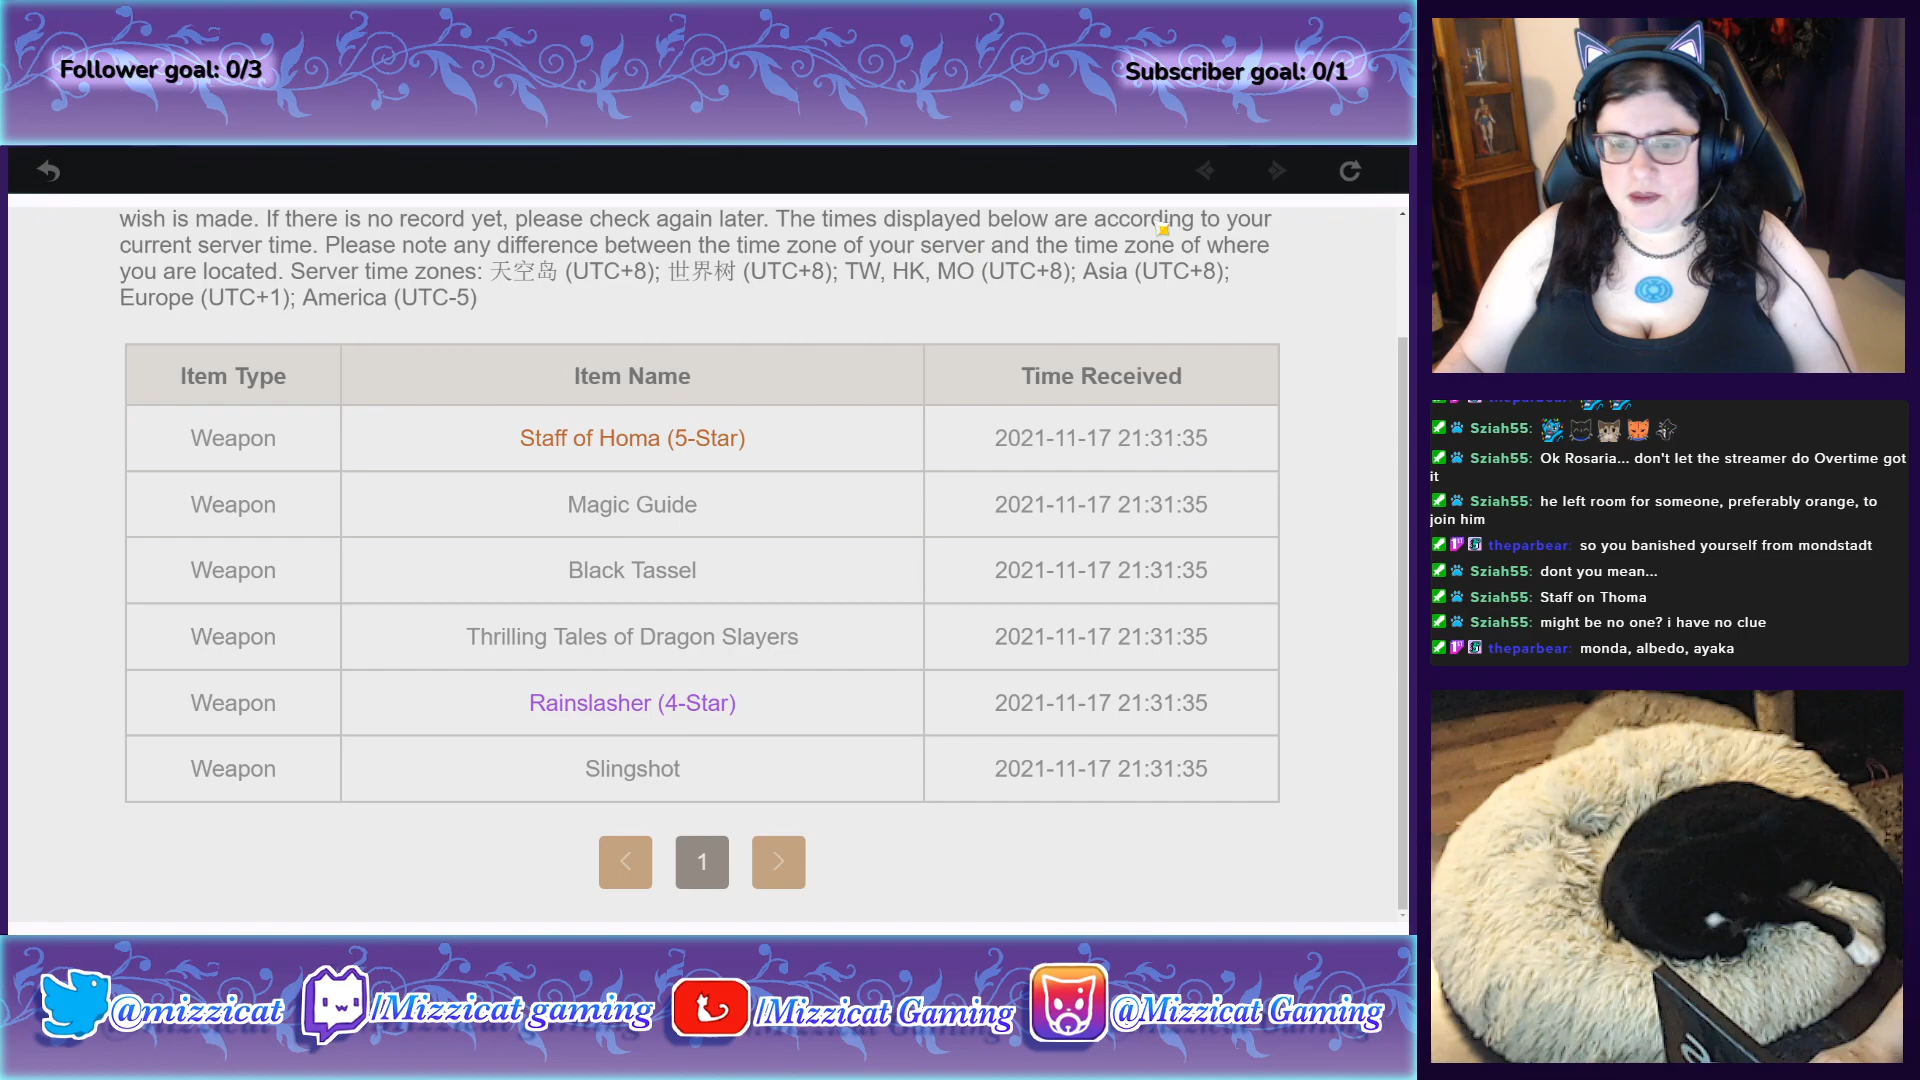 Follower goal: 0/3
Subscriber goal: 0/1
wish is made. If there is no record yet, please check again later. The times displayed below are according to your
current server time. Please note any difference between the time zone of your server and the time zone of where
you are located. Server time zones: 天空岛 (UTC+8); 世界树 (UTC+8); TW, HK, MO (UTC+8); Asia (UTC+8);
Europe (UTC+1); America (UTC-5)
Item Type Item Name Time Received
Weapon Staff of Homa (5-Star) 2021-11-17 21:31:35
Weapon Magic Guide 2021-11-17 21:31:35
Weapon Black Tassel 2021-11-17 21:31:35
Weapon Thrilling Tales of Dragon Slayers 2021-11-17 21:31:35
Weapon Rainslasher (4-Star) 2021-11-17 21:31:35
Weapon Slingshot 2021-11-17 21:31:35
1
theparbear:
Sziah55:
Sziah55: Ok Rosaria... don't let the streamer do Overtime got
it
Sziah55: he left room for someone, preferably orange, to
join him
theparbear: so you banished yourself from mondstadt
Sziah55: dont you mean...
Sziah55: Staff on Thoma
Sziah55: might be no one? i have no clue
theparbear: monda, albedo, ayaka
@mizzicat
/Mizzicat gaming
/Mizzicat Gaming
@Mizzicat Gaming